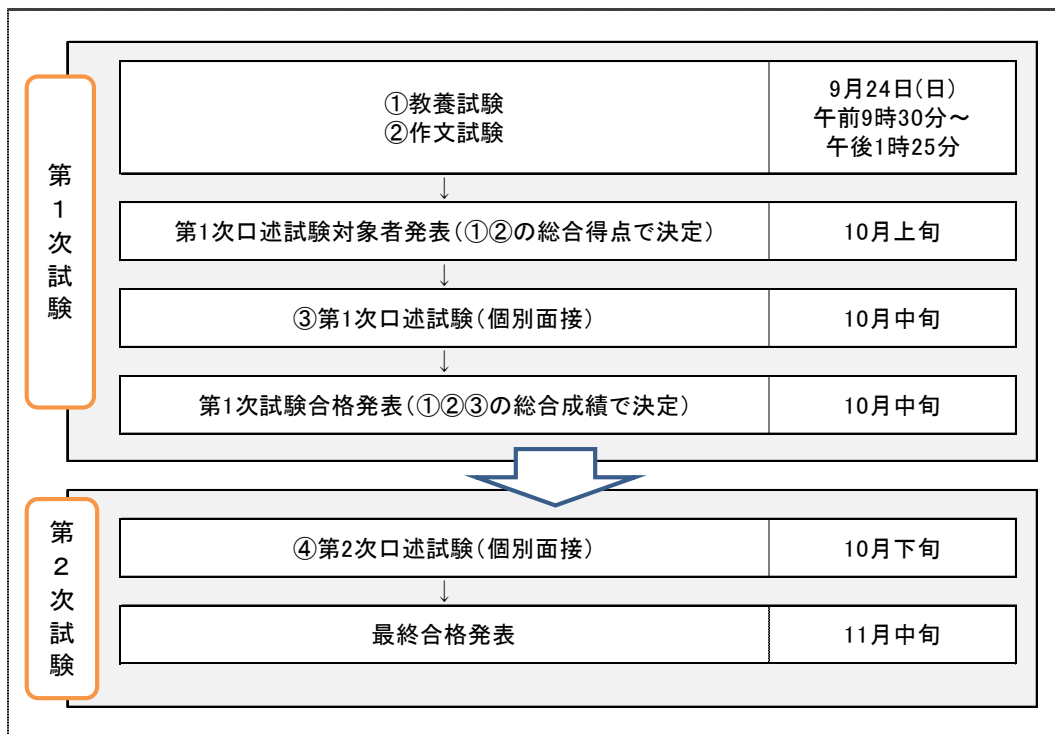 第1次試験
①教養試験
②作文試験
9月24日(日)
午前9時30分～
午後1時25分
↓
第1次口述試験対象者発表(①②の総合得点で決定)
10月上旬
↓
③第1次口述試験(個別面接)
10月中旬
↓
第1次試験合格発表(①②③の総合成績で決定)
10月中旬
第2次試験
④第2次口述試験(個別面接)
10月下旬
↓
最終合格発表
11月中旬